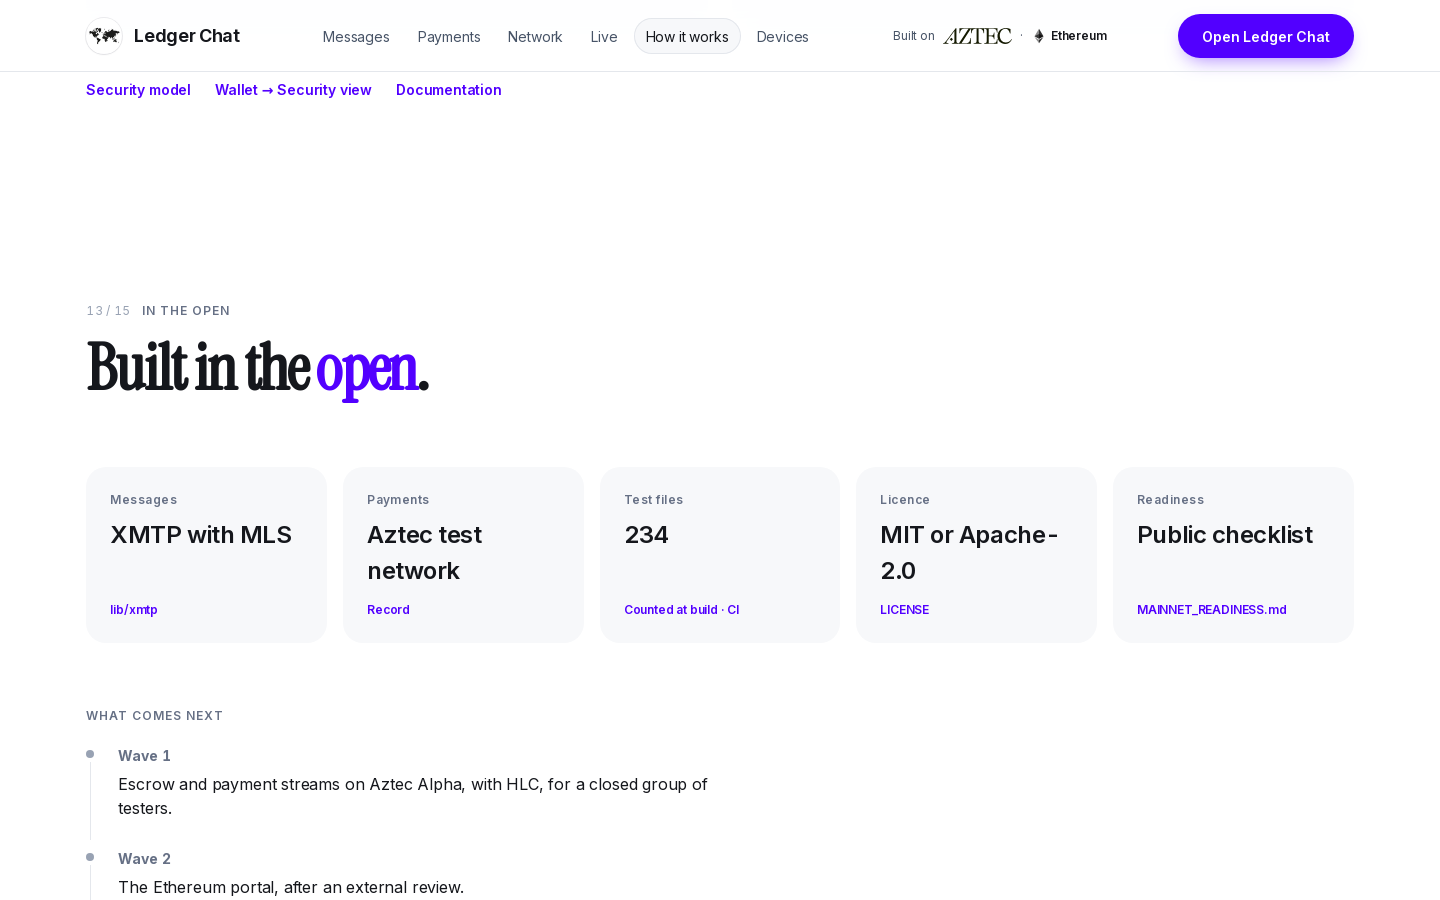 Ledger Chat
Messages
Payments
Network
Live
How it works
Devices
Built on AZTEC · Ethereum
Open Ledger Chat
Security model
Wallet → Security view
Documentation
13 / 15 IN THE OPEN
Built in the open.
Messages
XMTP with MLS
lib/xmtp
Payments
Aztec test
network
Record
Test files
234
Counted at build · CI
Licence
MIT or Apache-
2.0
LICENSE
Readiness
Public checklist
MAINNET_READINESS.md
WHAT COMES NEXT
Wave 1
Escrow and payment streams on Aztec Alpha, with HLC, for a closed group of
testers.
Wave 2
The Ethereum portal, after an external review.